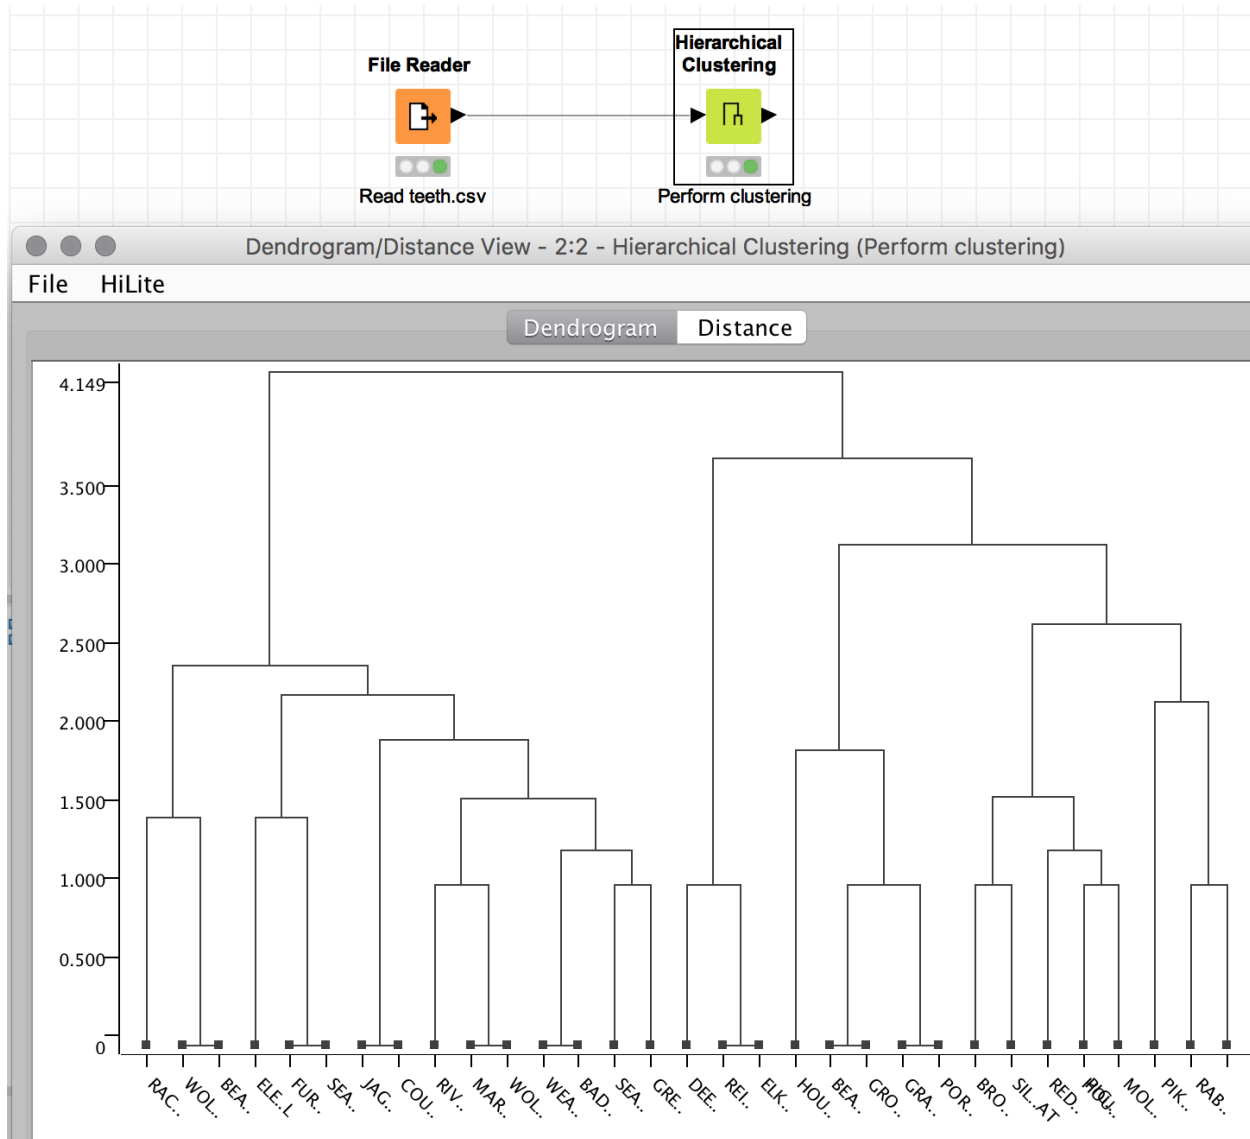 Hierarchical
Clustering
File Reader
Read teeth.csv
Perform clustering
Dendrogram/Distance View - 2:2 - Hierarchical Clustering (Perform clustering)
File HiLite
Dendrogram Distance
4.149
3.500
3.000
2.500
2.000
1.500
1.000
0.500
0
RAC.. WOL.. BEA.. ELE.L FUR.. SEA.. JAG.. COU.. RIV.. MAR.. WOL.. WEA.. BAD.. SEA.. GRE.. DEE.. REI.. ELK.. HOU.. BEA.. GRO.. GRA.. POR.. BRO.. SIL..AT RED.. MOL.. PIK.. RAB..